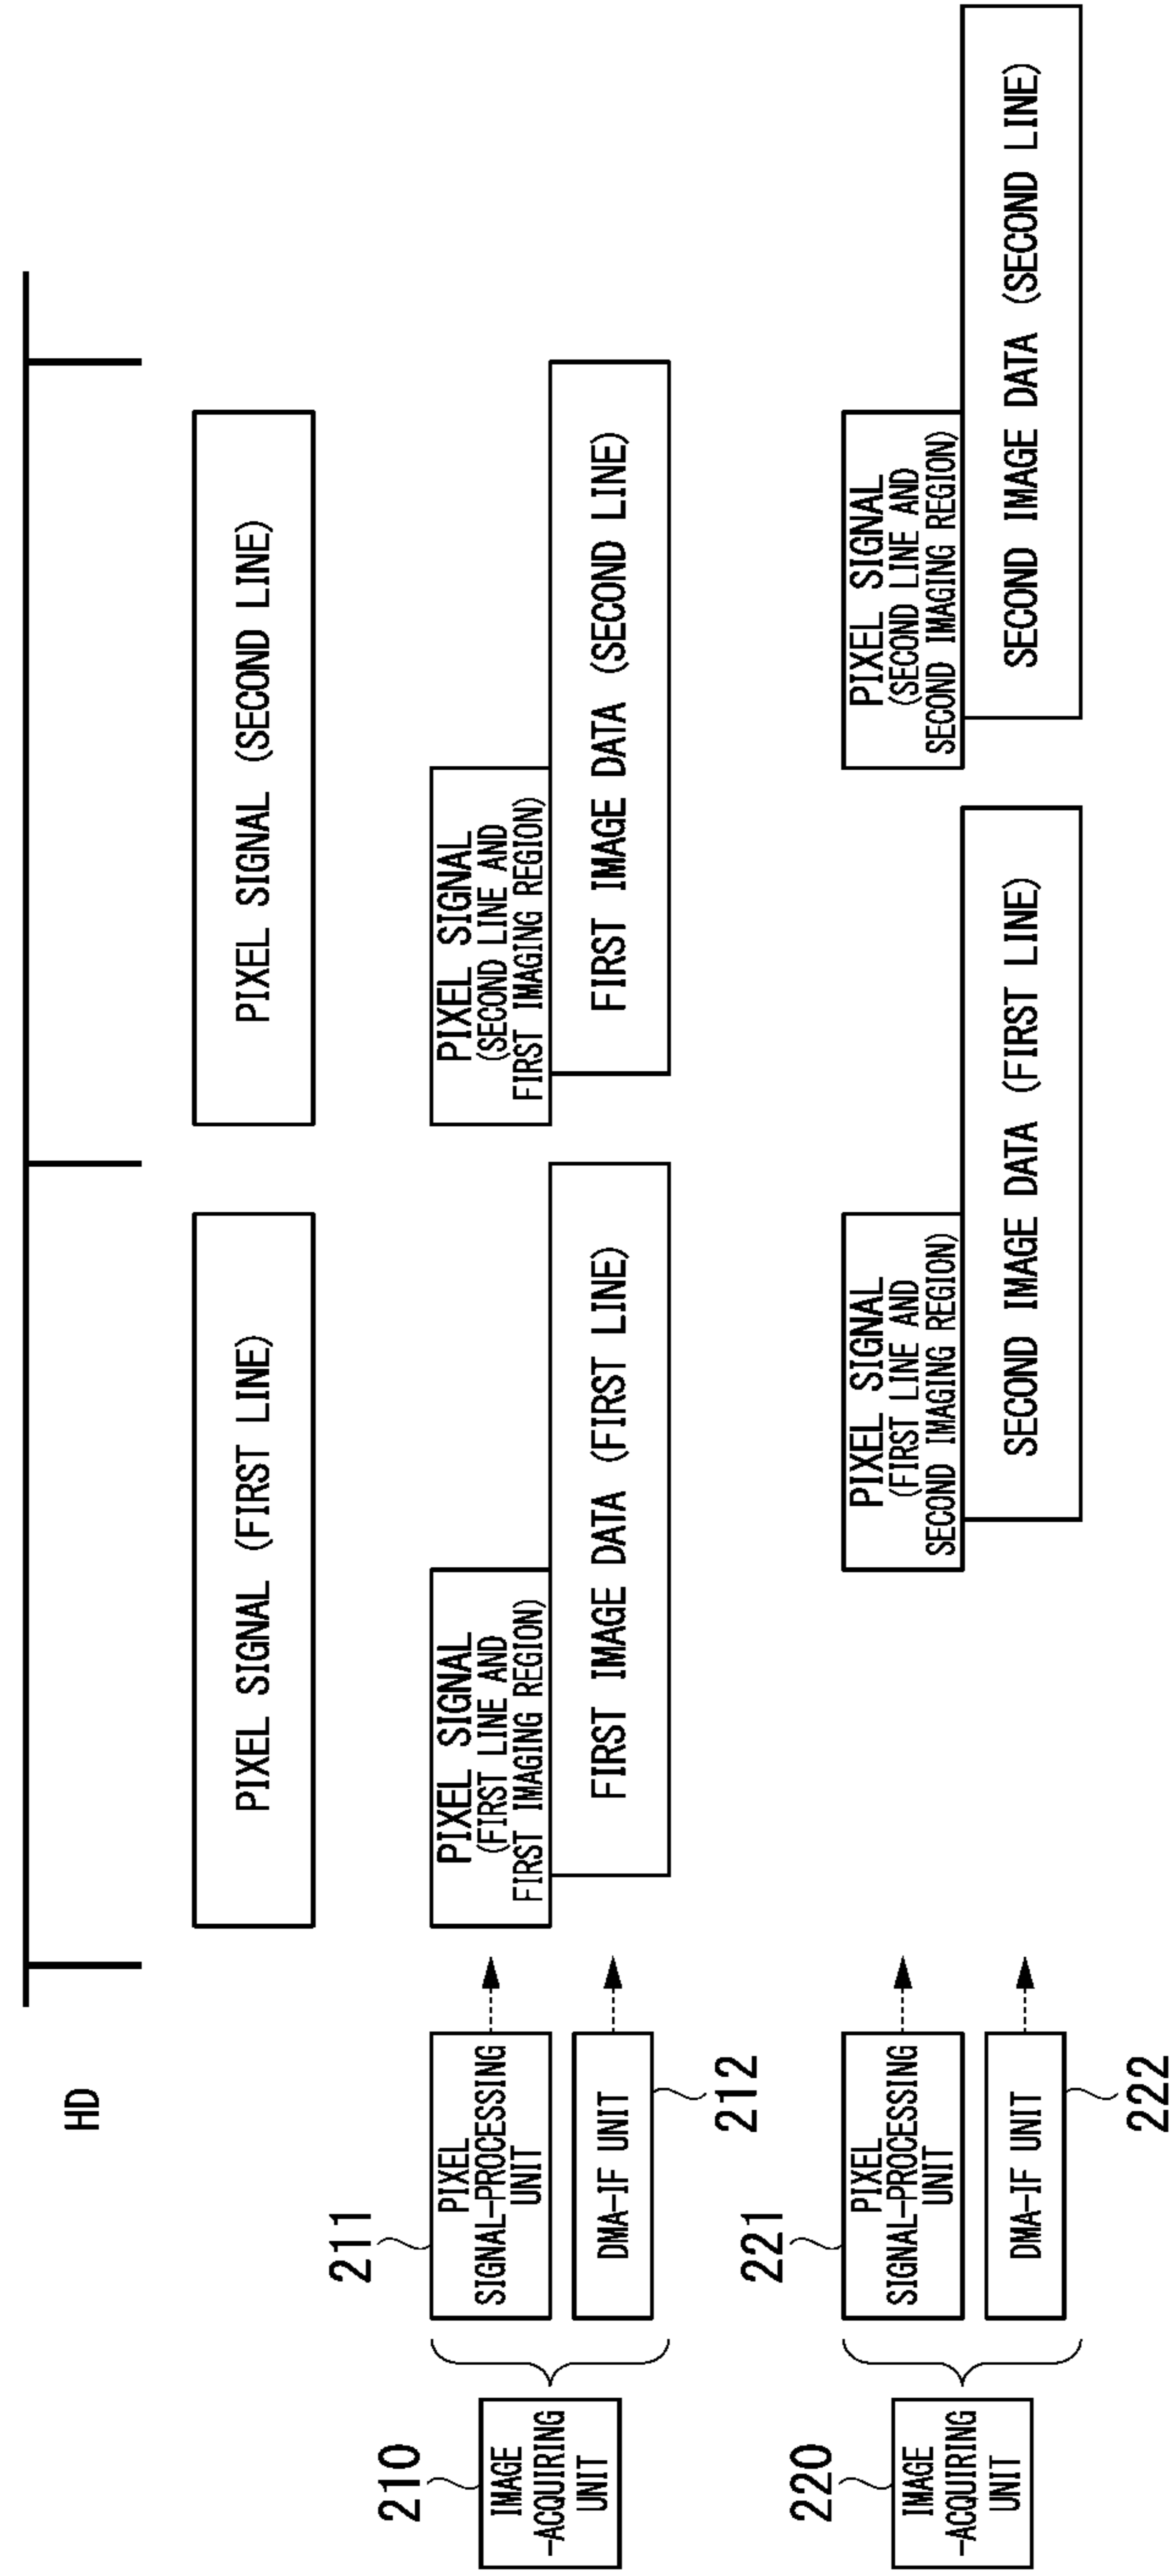 HD
PIXEL SIGNAL (FIRST LINE)
PIXEL SIGNAL (SECOND LINE)
210
IMAGE
-ACQUIRING
UNIT
211
PIXEL
SIGNAL-PROCESSING
UNIT
DMA-IF UNIT
212
PIXEL SIGNAL
(FIRST LINE AND
FIRST IMAGING REGION)
FIRST IMAGE DATA (FIRST LINE)
PIXEL SIGNAL
(SECOND LINE AND
FIRST IMAGING REGION)
FIRST IMAGE DATA (SECOND LINE)
220
IMAGE
-ACQUIRING
UNIT
221
PIXEL
SIGNAL-PROCESSING
UNIT
DMA-IF UNIT
222
PIXEL SIGNAL
(FIRST LINE AND
SECOND IMAGING REGION)
SECOND IMAGE DATA (FIRST LINE)
PIXEL SIGNAL
(SECOND LINE AND
SECOND IMAGING REGION)
SECOND IMAGE DATA (SECOND LINE)